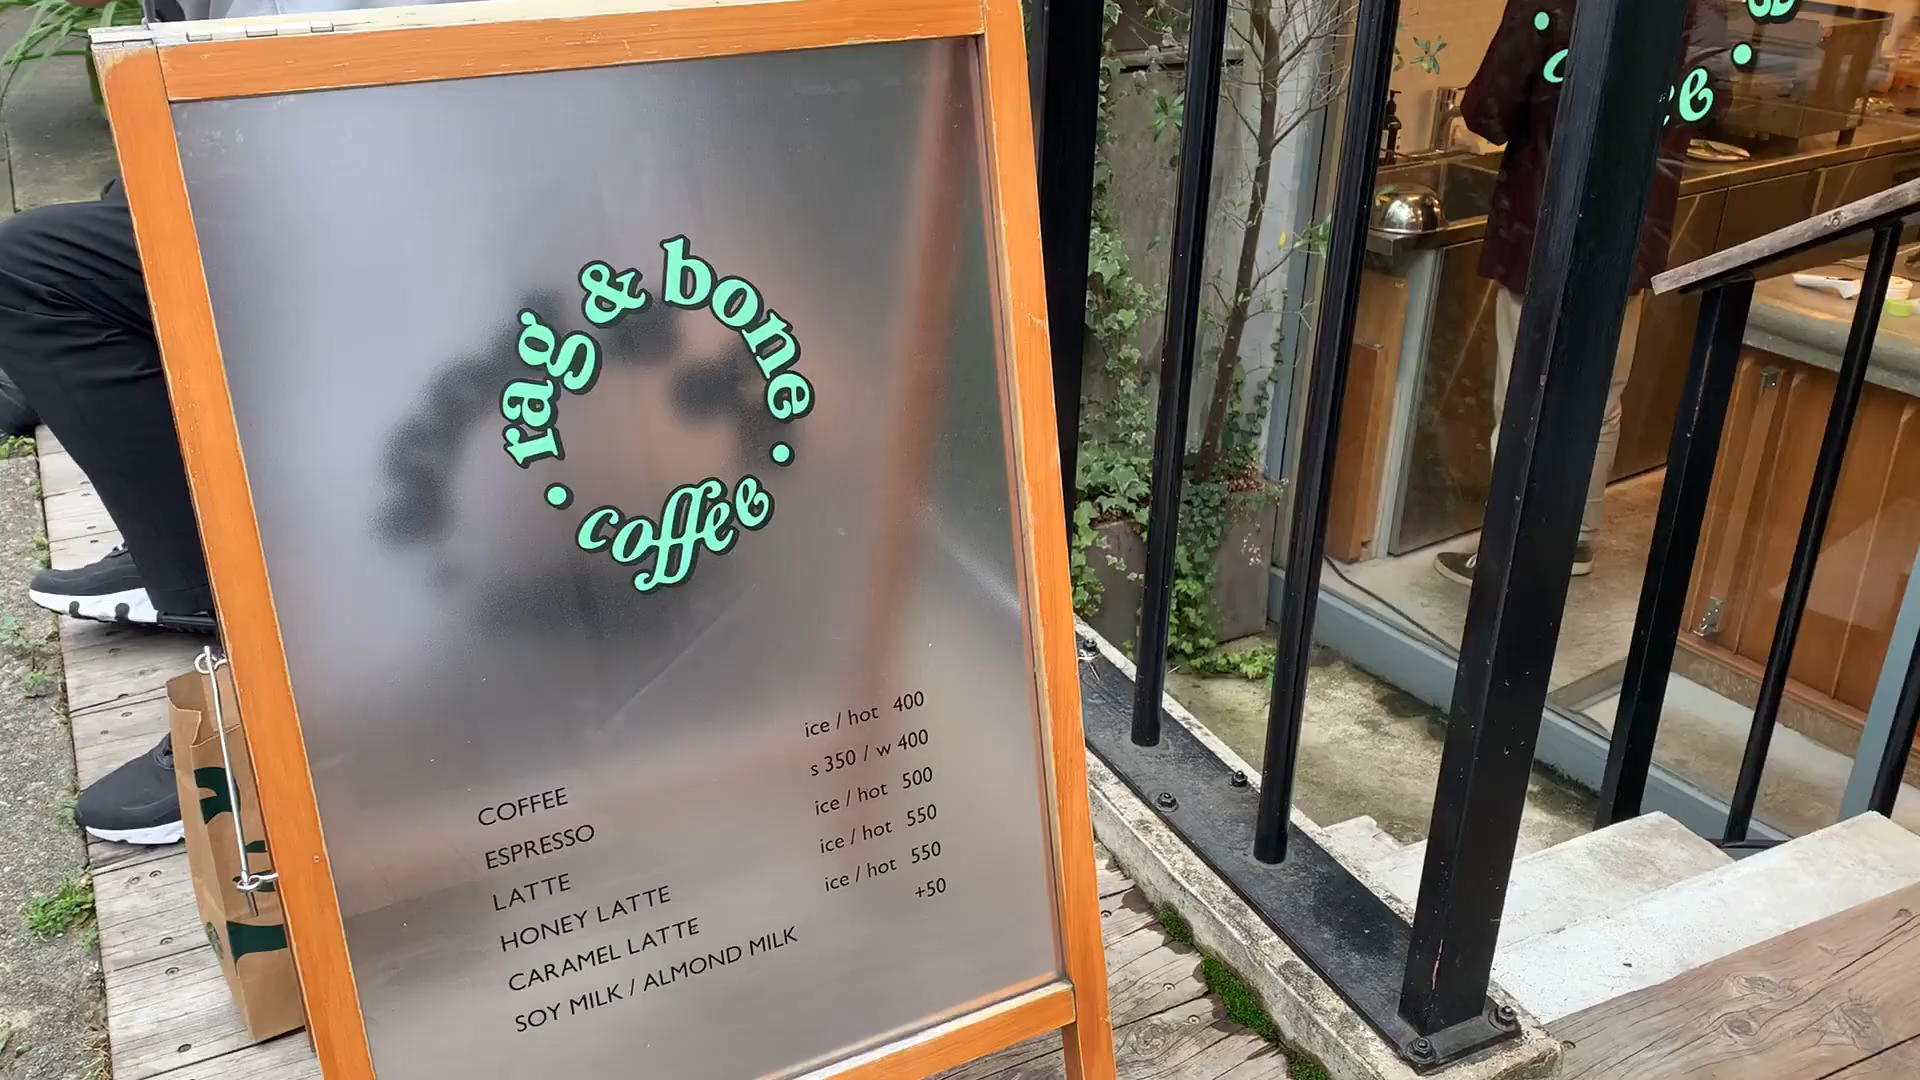 rag & bone
• coffee •
COFFEE ice / hot 400
ESPRESSO s 350 / w 400
LATTE ice / hot 500
HONEY LATTE ice / hot 550
CARAMEL LATTE ice / hot 550
SOY MILK / ALMOND MILK +50